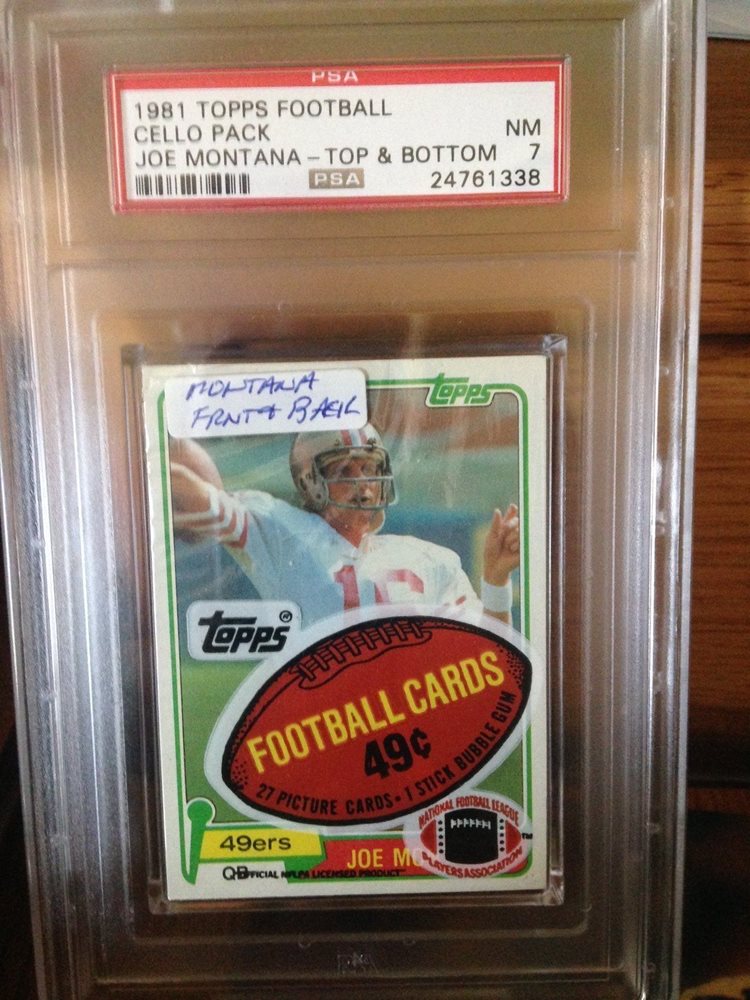 PSA
1981 TOPPS FOOTBALL
CELLO PACK NM
JOE MONTANA - TOP & BOTTOM 7
PSA 24761338
MONTANA
FRNT & BACK
topps
16
topps
FOOTBALL CARDS
49¢
27 PICTURE CARDS • 1 STICK BUBBLE GUM
NATIONAL FOOTBALL LEAGUE
PLAYERS ASSOCIATION TM
49ers
JOE MO
QB OFFICIAL NFLPA LICENSED PRODUCT